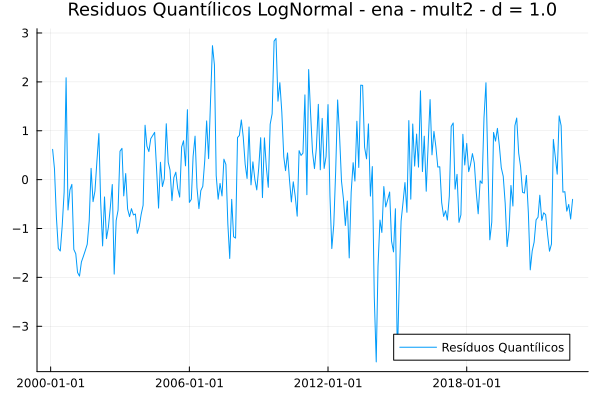 Residuos Quantílicos LogNormal - ena - mult2 - d = 1.0
3
2
1
0
-1
-2
-3
Resíduos Quantílicos
2000-01-01 2006-01-01 2012-01-01 2018-01-01